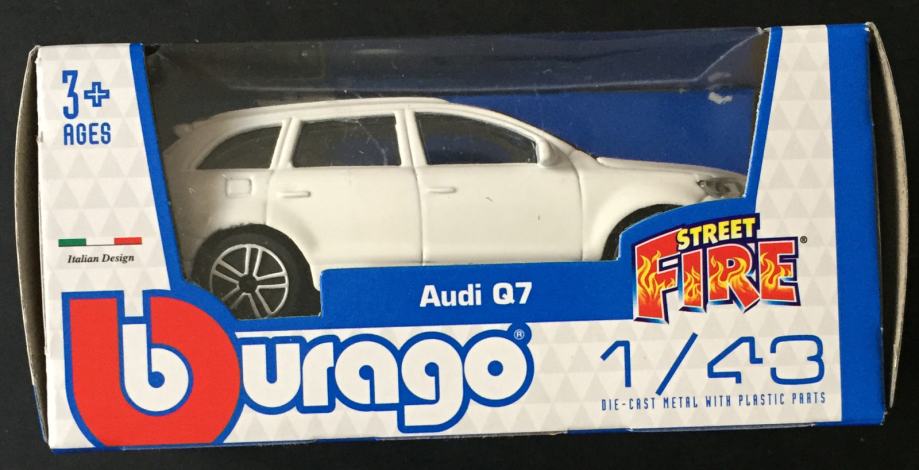 3+
AGES
Italian Design
Audi Q7
STREET
FIRE®
burago®
1/43
DIE-CAST METAL WITH PLASTIC PARTS